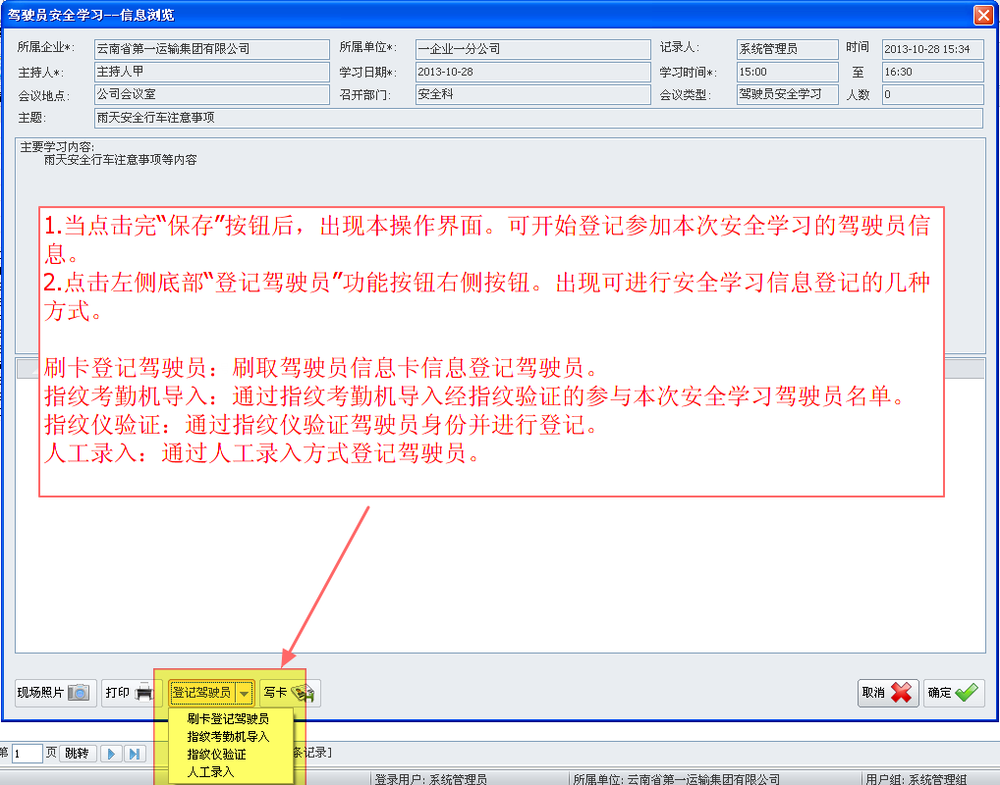 驾驶员安全学习--信息浏览
所属企业*: 云南省第一运输集团有限公司 所属单位*: 一企业一分公司 记录人: 系统管理员 时间 2013-10-28 15:34
主持人*: 主持人甲 学习日期*: 2013-10-28 学习时间*: 15:00 至 16:30
会议地点: 公司会议室 召开部门: 安全科 会议类型: 驾驶员安全学习 人数 0
主题: 雨天安全行车注意事项
主要学习内容:
雨天安全行车注意事项等内容
1.当点击完“保存”按钮后，出现本操作界面。可开始登记参加本次安全学习的驾驶员信
息。
2.点击左侧底部“登记驾驶员”功能按钮右侧按钮。出现可进行安全学习信息登记的几种
方式。
刷卡登记驾驶员：刷取驾驶员信息卡信息登记驾驶员。
指纹考勤机导入：通过指纹考勤机导入经指纹验证的参与本次安全学习驾驶员名单。
指纹仪验证：通过指纹仪验证驾驶员身份并进行登记。
人工录入：通过人工录入方式登记驾驶员。
现场照片 打印 登记驾驶员 写卡 取消 确定
刷卡登记驾驶员
指纹考勤机导入
指纹仪验证
人工录入
第 1 页 跳转 条记录]
登录用户: 系统管理员 所属单位: 云南省第一运输集团有限公司 用户组: 系统管理组